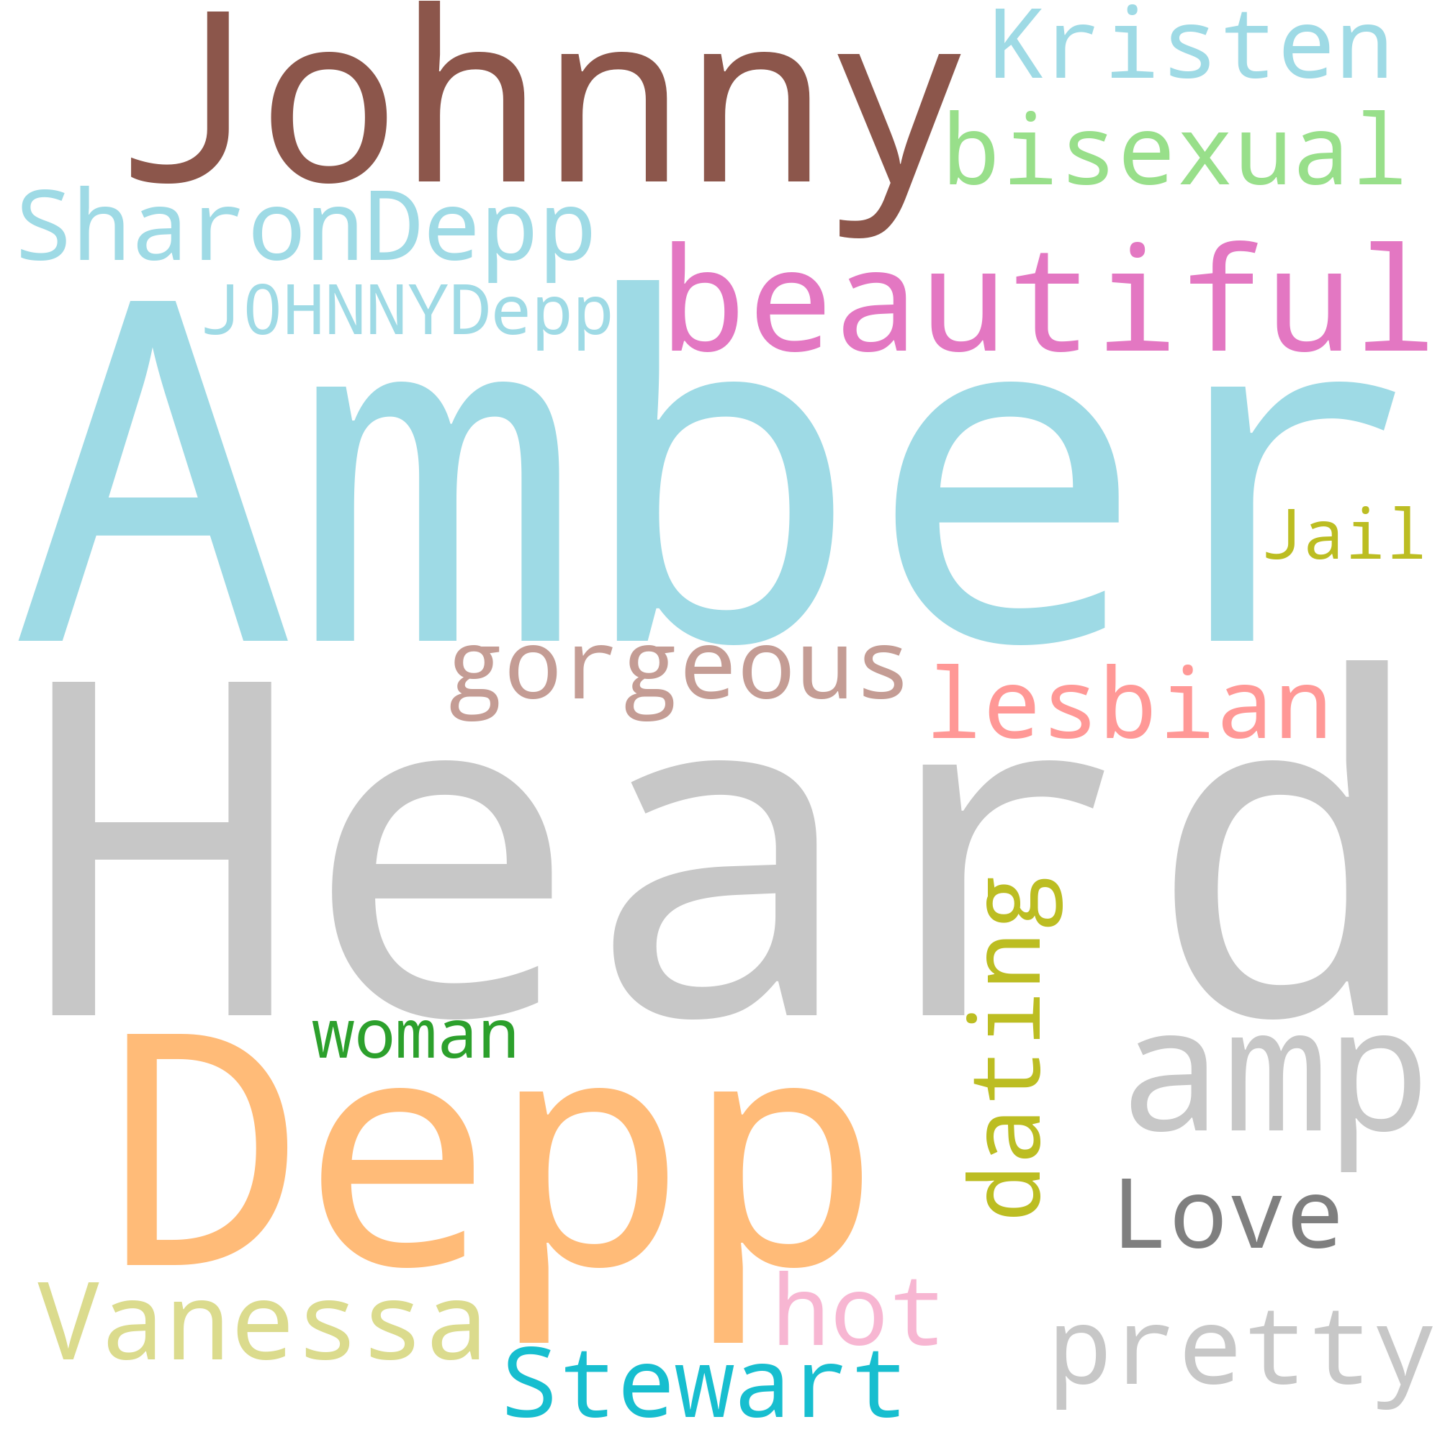 Johnny
Kristen
bisexual
SharonDepp
beautiful
JOHNNYDepp
Amber
Jail
gorgeous
lesbian
Heard
dating
woman
Depp
amp
Love
Vanessa
hot
pretty
Stewart